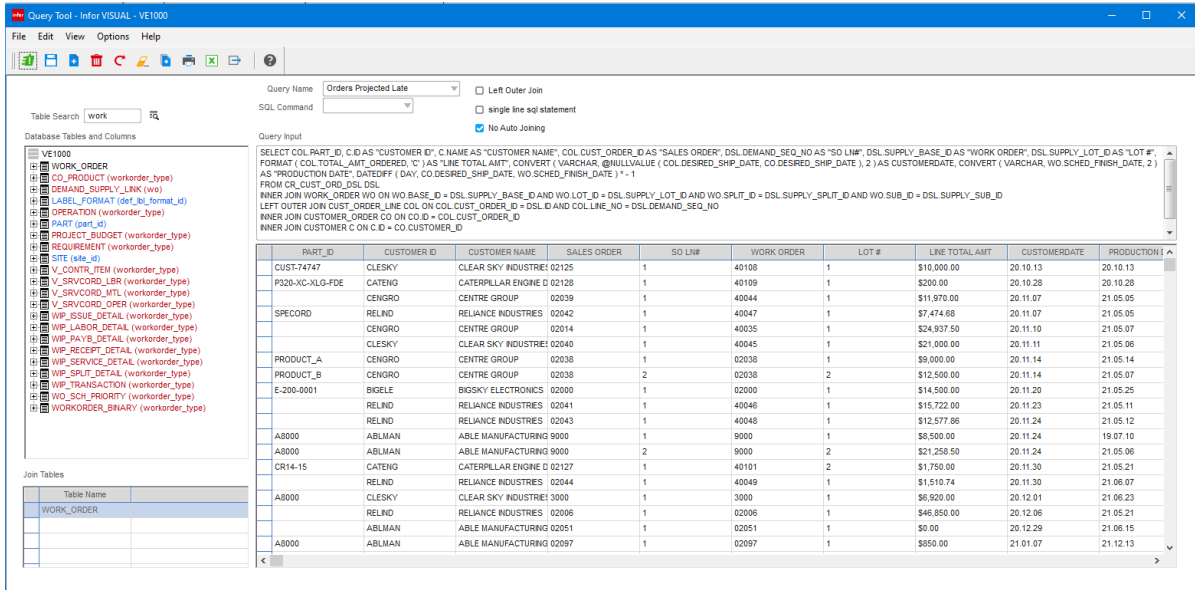 infor Query Tool - Infor VISUAL - VE1000
File Edit View Options Help
Query Name Orders Projected Late
Left Outer Join
SQL Command
single line sql statement
No Auto Joining
Table Search work
Database Tables and Columns
VE1000
WORK_ORDER
CO_PRODUCT (workorder_type)
DEMAND_SUPPLY_LINK (wo)
LABEL_FORMAT (def_lbl_format_id)
OPERATION (workorder_type)
PART (part_id)
PROJECT_BUDGET (workorder_type)
REQUIREMENT (workorder_type)
SITE (site_id)
V_CONTR_ITEM (workorder_type)
V_SRVCORD_LBR (workorder_type)
V_SRVCORD_MTL (workorder_type)
V_SRVCORD_OPER (workorder_type)
WIP_ISSUE_DETAIL (workorder_type)
WIP_LABOR_DETAIL (workorder_type)
WIP_PAYB_DETAIL (workorder_type)
WIP_RECEIPT_DETAIL (workorder_type)
WIP_SERVICE_DETAIL (workorder_type)
WIP_SPLIT_DETAIL (workorder_type)
WIP_TRANSACTION (workorder_type)
WO_SCH_PRIORITY (workorder_type)
WORKORDER_BINARY (workorder_type)
Join Tables
Table Name
WORK_ORDER
Query Input
SELECT COL.PART_ID, C.ID AS "CUSTOMER ID", C.NAME AS "CUSTOMER NAME", COL.CUST_ORDER_ID AS "SALES ORDER", DSL.DEMAND_SEQ_NO AS "SO LN#", DSL.SUPPLY_BASE_ID AS "WORK ORDER", DSL.SUPPLY_LOT_ID AS "LOT #",
FORMAT ( COL.TOTAL_AMT_ORDERED, 'C' ) AS "LINE TOTAL AMT", CONVERT ( VARCHAR, @NULLVALUE ( COL.DESIRED_SHIP_DATE, CO.DESIRED_SHIP_DATE ), 2 ) AS CUSTOMERDATE, CONVERT ( VARCHAR, WO.SCHED_FINISH_DATE, 2 )
AS "PRODUCTION DATE", DATEDIFF ( DAY, CO.DESIRED_SHIP_DATE, WO.SCHED_FINISH_DATE ) * - 1
FROM CR_CUST_ORD_DSL DSL
INNER JOIN WORK_ORDER WO ON WO.BASE_ID = DSL.SUPPLY_BASE_ID AND WO.LOT_ID = DSL.SUPPLY_LOT_ID AND WO.SPLIT_ID = DSL.SUPPLY_SPLIT_ID AND WO.SUB_ID = DSL.SUPPLY_SUB_ID
LEFT OUTER JOIN CUST_ORDER_LINE COL ON COL.CUST_ORDER_ID = DSL.ID AND COL.LINE_NO = DSL.DEMAND_SEQ_NO
INNER JOIN CUSTOMER_ORDER CO ON CO.ID = COL.CUST_ORDER_ID
INNER JOIN CUSTOMER C ON C.ID = CO.CUSTOMER_ID
PART_ID CUSTOMER ID CUSTOMER NAME SALES ORDER SO LN# WORK ORDER LOT # LINE TOTAL AMT CUSTOMERDATE PRODUCTION
CUST-74747 CLESKY CLEAR SKY INDUSTRIES 02125 1 40108 1 $10,000.00 20.10.13 20.10.13
P320-XC-XLG-FDE CATENG CATERPILLAR ENGINE D 02128 1 40109 1 $200.00 20.10.28 20.10.28
CENGRO CENTRE GROUP 02039 1 40044 1 $11,970.00 20.11.07 21.05.05
SPECORD RELIND RELIANCE INDUSTRIES 02042 1 40047 1 $7,474.68 20.11.07 21.05.05
CENGRO CENTRE GROUP 02014 1 40035 1 $24,937.50 20.11.10 21.05.07
CLESKY CLEAR SKY INDUSTRIES 02040 1 40045 1 $21,000.00 20.11.11 21.05.06
PRODUCT_A CENGRO CENTRE GROUP 02038 1 02038 1 $9,000.00 20.11.14 21.05.14
PRODUCT_B CENGRO CENTRE GROUP 02038 2 02038 2 $12,500.00 20.11.14 21.05.07
E-200-0001 BIGELE BIGSKY ELECTRONICS 02000 1 02000 1 $14,500.00 20.11.20 21.05.25
RELIND RELIANCE INDUSTRIES 02041 1 40046 1 $15,722.00 20.11.23 21.05.11
RELIND RELIANCE INDUSTRIES 02043 1 40048 1 $12,577.86 20.11.24 21.05.12
A8000 ABLMAN ABLE MANUFACTURING 9000 1 9000 1 $8,500.00 20.11.24 19.07.10
A8000 ABLMAN ABLE MANUFACTURING 9000 2 9000 2 $21,258.50 20.11.24 21.05.06
CR14-15 CATENG CATERPILLAR ENGINE D 02127 1 40101 2 $1,750.00 20.11.30 21.05.21
RELIND RELIANCE INDUSTRIES 02044 1 40049 1 $1,510.74 20.11.30 21.06.07
A8000 CLESKY CLEAR SKY INDUSTRIES 3000 1 3000 1 $6,920.00 20.12.01 21.06.23
RELIND RELIANCE INDUSTRIES 02006 1 02006 1 $46,850.00 20.12.06 21.05.21
ABLMAN ABLE MANUFACTURING 02051 1 02051 1 $0.00 20.12.29 21.06.15
A8000 ABLMAN ABLE MANUFACTURING 02097 1 02097 1 $850.00 21.01.07 21.12.13